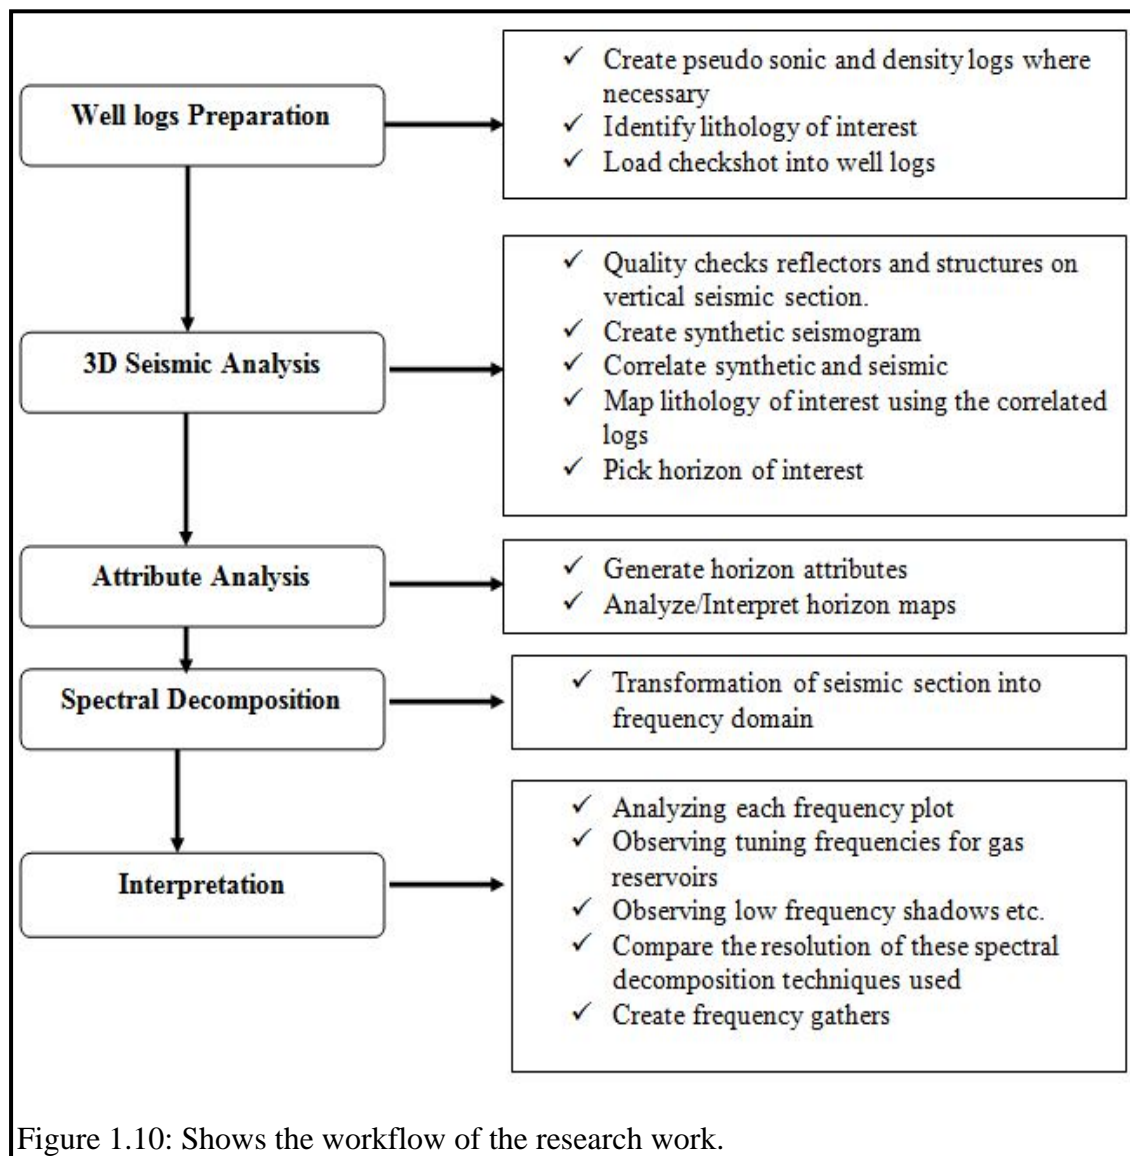 Well logs Preparation
✓ Create pseudo sonic and density logs where
necessary
✓ Identify lithology of interest
✓ Load checkshot into well logs
3D Seismic Analysis
✓ Quality checks reflectors and structures on
vertical seismic section.
✓ Create synthetic seismogram
✓ Correlate synthetic and seismic
✓ Map lithology of interest using the correlated
logs
✓ Pick horizon of interest
Attribute Analysis
✓ Generate horizon attributes
✓ Analyze/Interpret horizon maps
Spectral Decomposition
✓ Transformation of seismic section into
frequency domain
Interpretation
✓ Analyzing each frequency plot
✓ Observing tuning frequencies for gas
reservoirs
✓ Observing low frequency shadows etc.
✓ Compare the resolution of these spectral
decomposition techniques used
✓ Create frequency gathers
Figure 1.10: Shows the workflow of the research work.